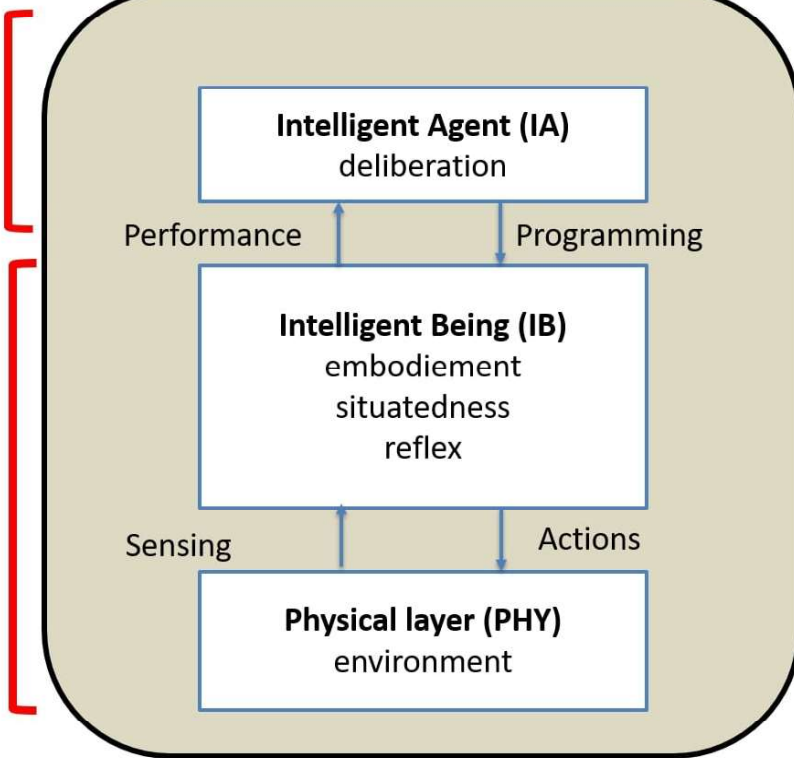 Intelligent Agent (IA)
deliberation
Performance
Programming
Intelligent Being (IB)
embodiement
situatedness
reflex
Sensing
Actions
Physical layer (PHY)
environment